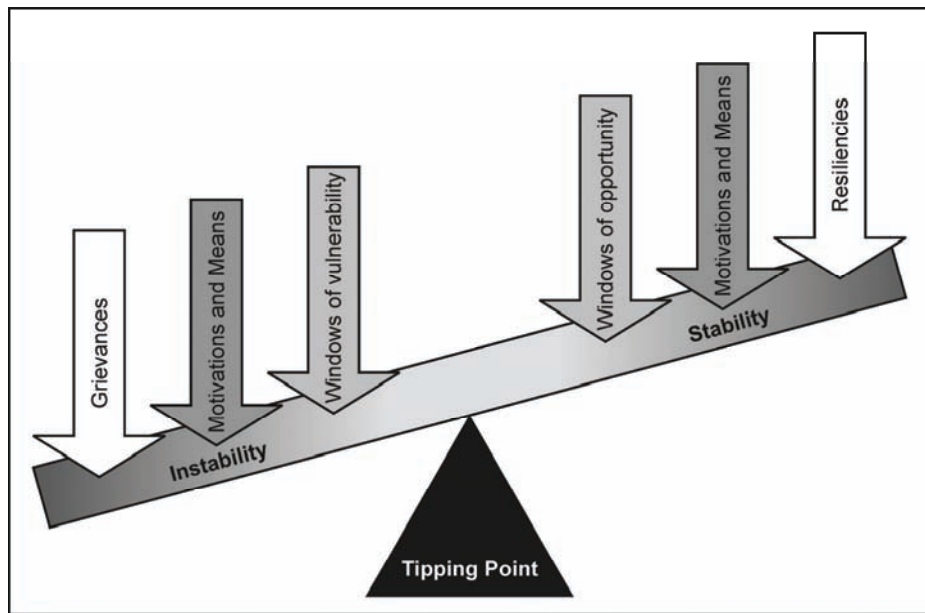 Grievances
Motivations and Means
Windows of vulnerability
Windows of opportunity
Motivations and Means
Resiliencies
Instability
Stability
Tipping Point